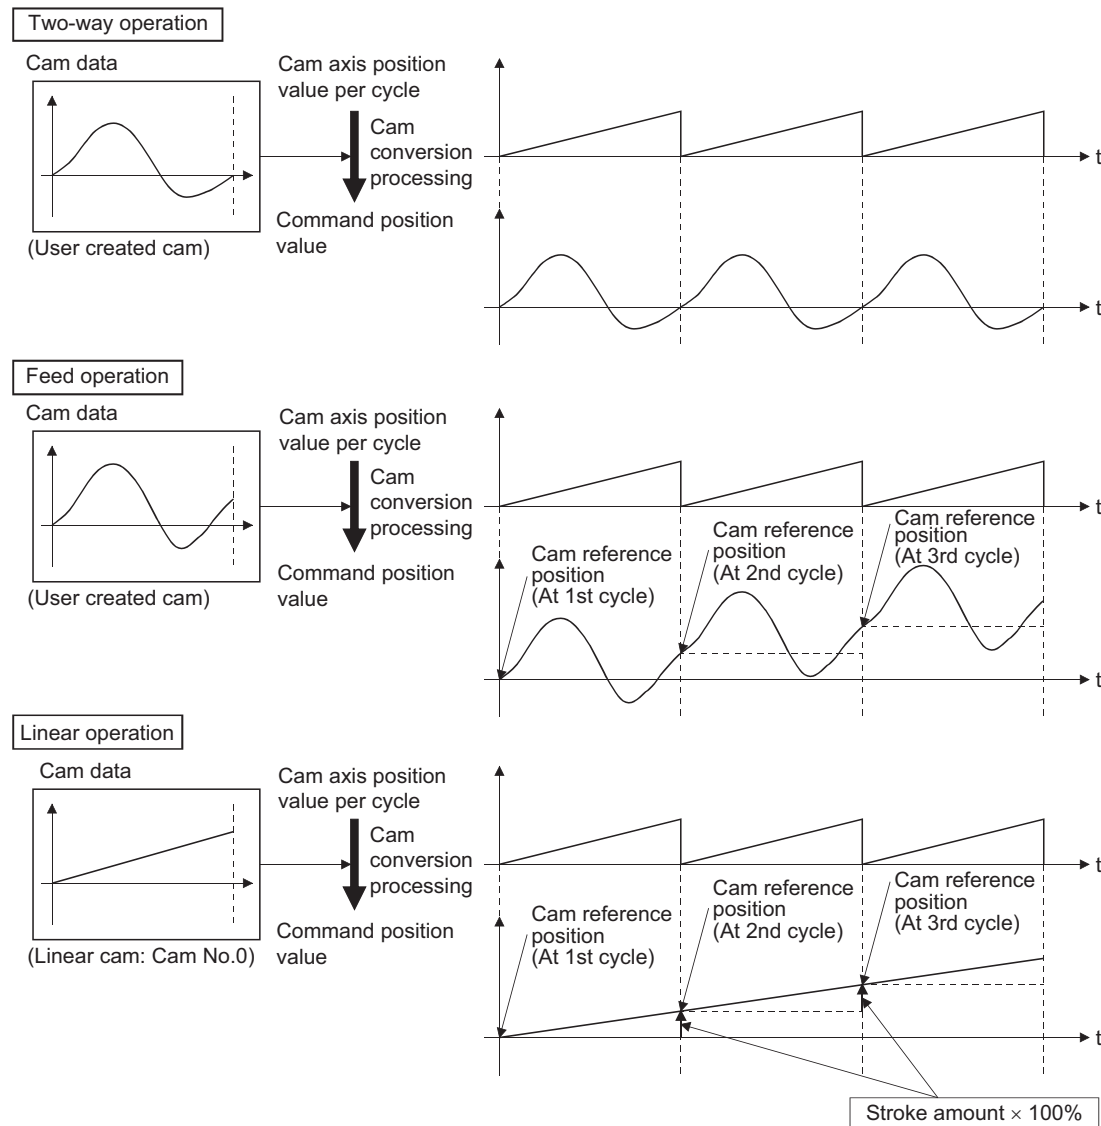 Two-way operation
Cam data
(User created cam)
Cam axis position
value per cycle
Cam
conversion
processing
Command position
value
t
t
Feed operation
Cam data
(User created cam)
Cam axis position
value per cycle
Cam
conversion
processing
Command position
value
t
Cam reference
position
(At 1st cycle)
Cam reference
position
(At 2nd cycle)
Cam reference
position
(At 3rd cycle)
t
Linear operation
Cam data
(Linear cam: Cam No.0)
Cam axis position
value per cycle
Cam
conversion
processing
Command position
value
t
Cam reference
position
(At 1st cycle)
Cam reference
position
(At 2nd cycle)
Cam reference
position
(At 3rd cycle)
t
Stroke amount × 100%